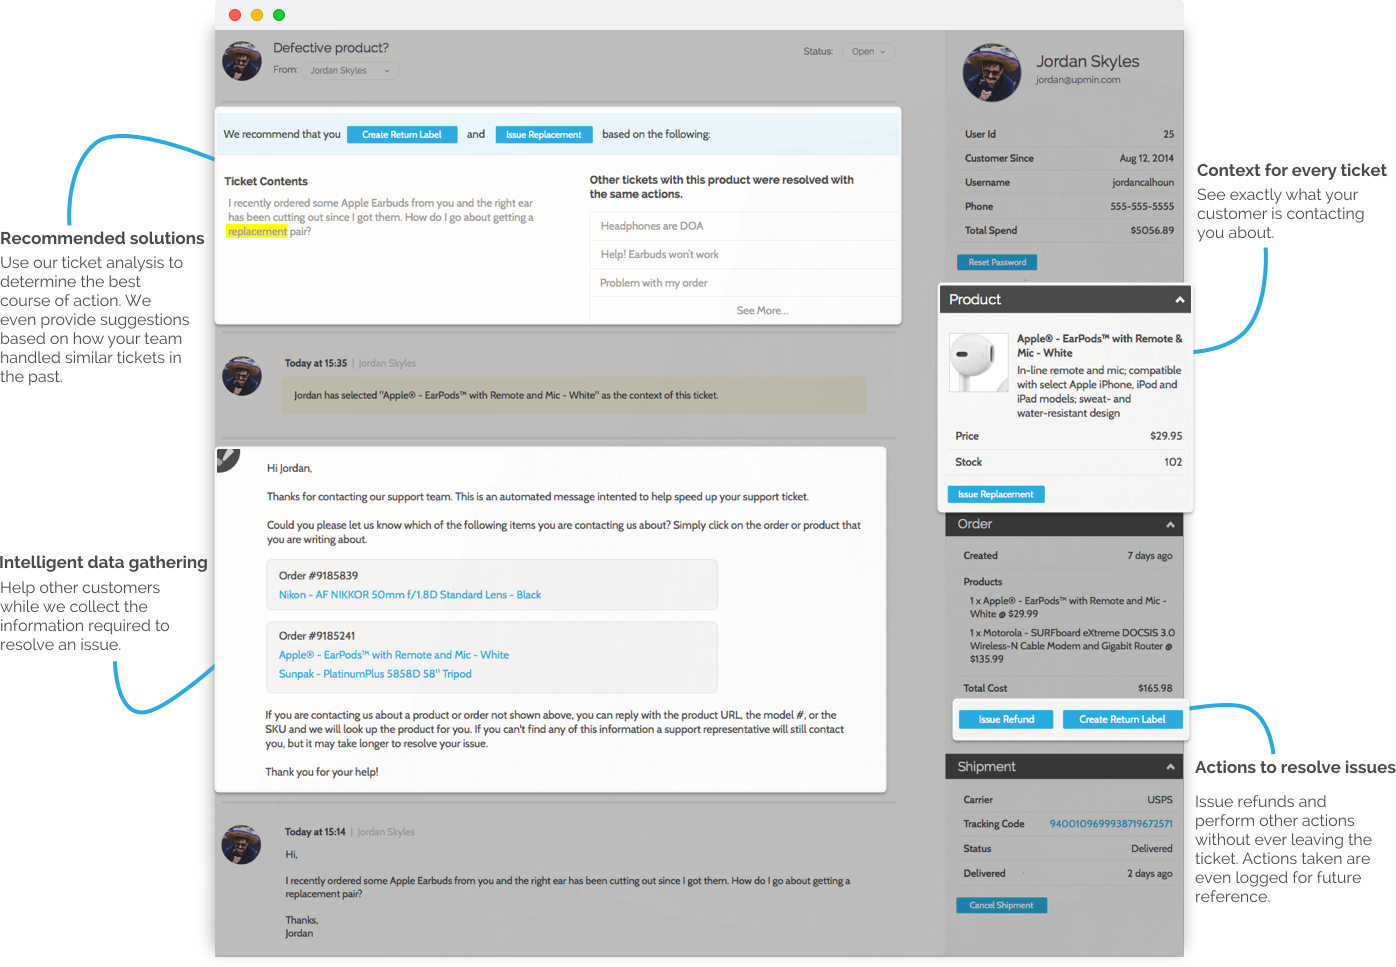 Defective product?
From: Jordan Skyles
Status: Open
We recommend that you Create Return Label and Issue Replacement based on the following:
Ticket Contents
I recently ordered some Apple Earbuds from you and the right ear
has been cutting out since I got them. How do I go about getting a
replacement pair?
Other tickets with this product were resolved with
the same actions.
Headphones are DOA
Help! Earbuds won't work
Problem with my order
See More...
Today at 15:35 | Jordan Skyles
Jordan has selected "Apple® - EarPods™ with Remote and Mic - White" as the context of this ticket.
Hi Jordan,
Thanks for contacting our support team. This is an automated message intented to help speed up your support ticket.
Could you please let us know which of the following items you are contacting us about? Simply click on the order or product that
you are writing about.
Order #9185839
Nikon - AF NIKKOR 50mm f/1.8D Standard Lens - Black
Order #9185241
Apple® - EarPods™ with Remote and Mic - White
Sunpak - PlatinumPlus 5858D 58" Tripod
If you are contacting us about a product or order not shown above, you can reply with the product URL, the model #, or the
SKU and we will look up the product for you. If you can't find any of this information a support representative will still contact
you, but it may take longer to resolve your issue.
Thank you for your help!
Today at 15:14 | Jordan Skyles
Hi,
I recently ordered some Apple Earbuds from you and the right ear has been cutting out since I got them. How do I go about getting a
replacement pair?
Thanks,
Jordan
Jordan Skyles
jordan@upmin.com
User Id 25
Customer Since Aug 12, 2014
Username jordancalhoun
Phone 555-555-5555
Total Spend $5056.89
Reset Password
Product
Apple® - EarPods™ with Remote &
Mic - White
In-line remote and mic; compatible
with select Apple iPhone, iPod and
iPad models; sweat- and
water-resistant design
Price $29.95
Stock 102
Issue Replacement
Order
Created 7 days ago
Products
1 x Apple® - EarPods™ with Remote and Mic -
White @ $29.99
1 x Motorola - SURFboard eXtreme DOCSIS 3.0
Wireless-N Cable Modem and Gigabit Router @
$135.99
Total Cost $165.98
Issue Refund Create Return Label
Shipment
Carrier USPS
Tracking Code 9400109699938719672571
Status Delivered
Delivered 2 days ago
Cancel Shipment
Recommended solutions
Use our ticket analysis to
determine the best
course of action. We
even provide suggestions
based on how your team
handled similar tickets in
the past.
Intelligent data gathering
Help other customers
while we collect the
information required to
resolve an issue.
Context for every ticket
See exactly what your
customer is contacting
you about.
Actions to resolve issues
Issue refunds and
perform other actions
without ever leaving the
ticket. Actions taken are
even logged for future
reference.